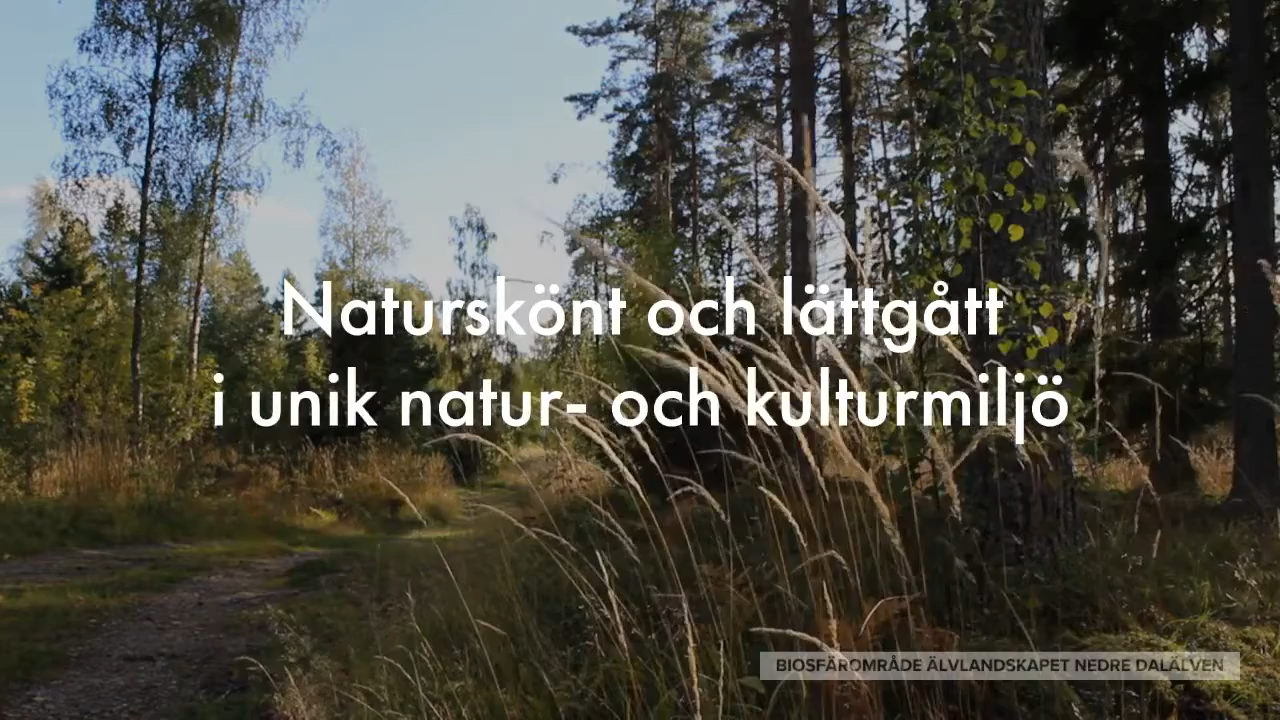 Naturskönt och lättgått
i unik natur- och kulturmiljö
BIOSFÄROMRÅDE ÄLVLANDSKAPET NEDRE DALÄLVEN